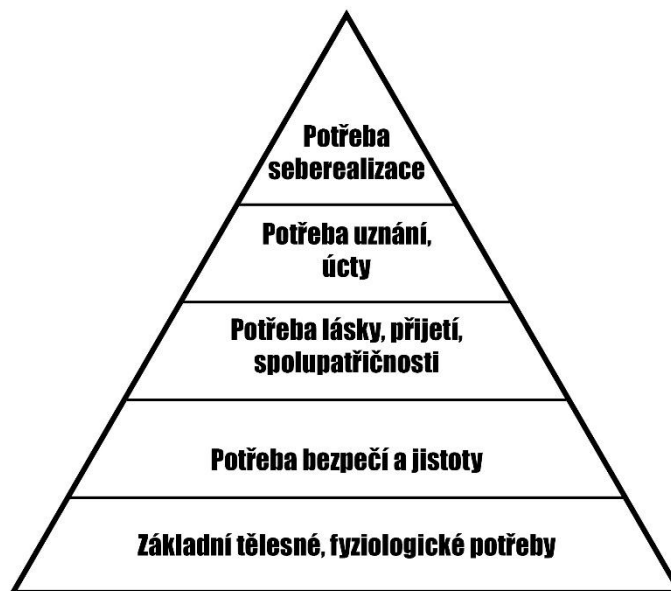 Potřeba
seberealizace
Potřeba uznání,
úcty
Potřeba lásky, přijetí,
spolupatřičnosti
Potřeba bezpečí a jistoty
Základní tělesné, fyziologické potřeby